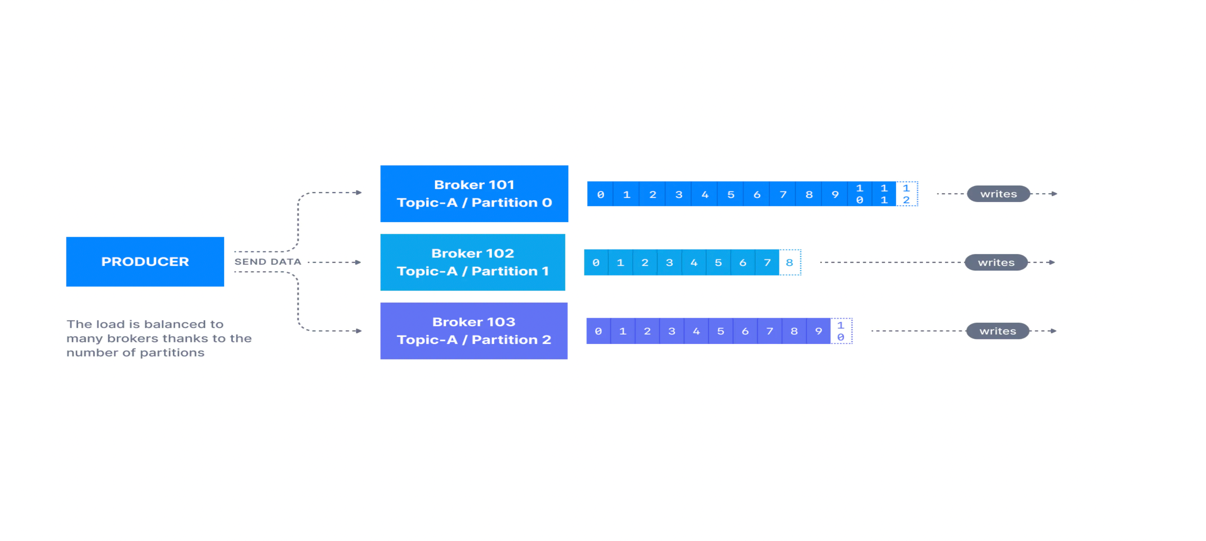 Broker 101
Topic-A / Partition 0
0 1 2 3 4 5 6 7 8 9 10 11 12
writes
PRODUCER
SEND DATA
Broker 102
Topic-A / Partition 1
0 1 2 3 4 5 6 7 8
writes
Broker 103
Topic-A / Partition 2
0 1 2 3 4 5 6 7 8 9 10
writes
The load is balanced to
many brokers thanks to the
number of partitions